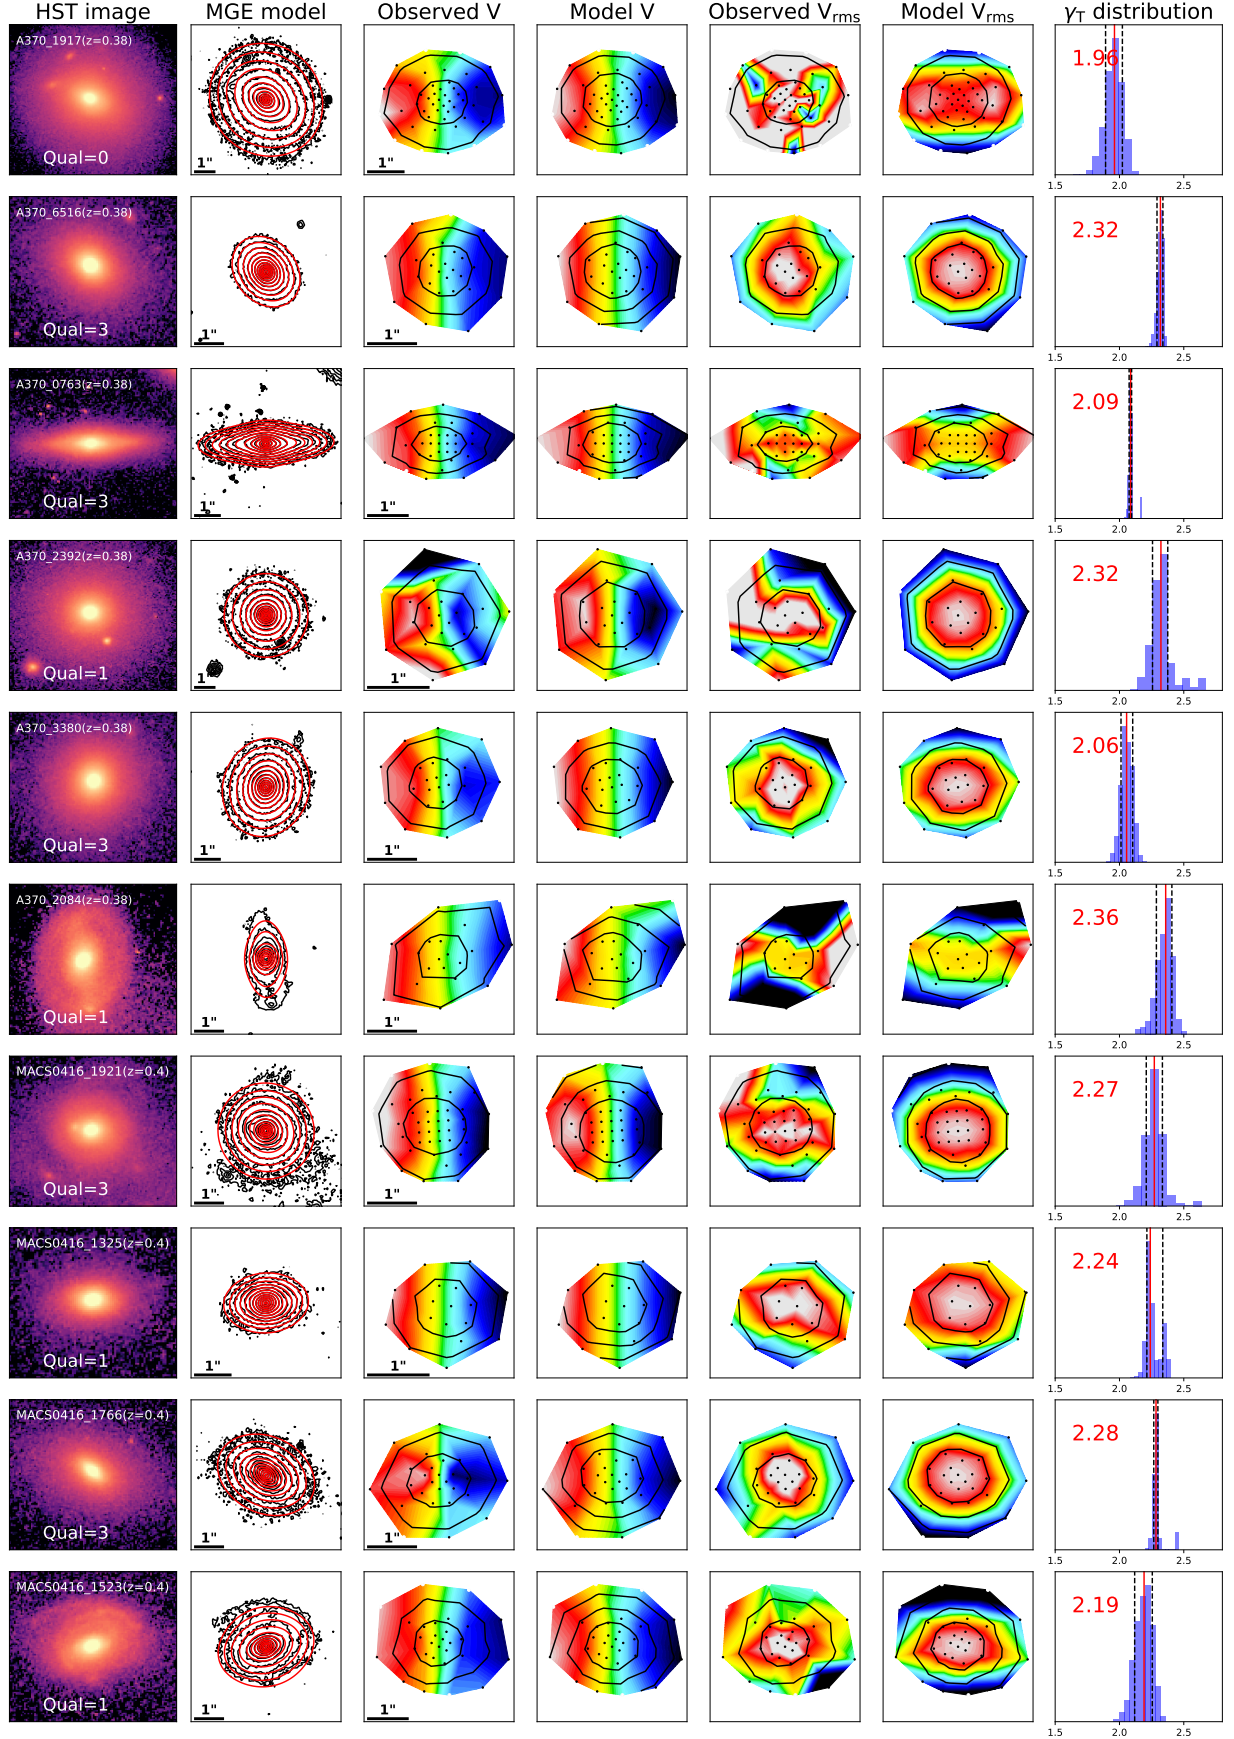 HST image MGE model Observed V Model V Observed Vrms Model Vrms γT distribution
A370_1917(z=0.38)
1.96
Qual=0
1" 1"
1.5 2.0 2.5
A370_6516(z=0.38)
2.32
Qual=3
1" 1"
1.5 2.0 2.5
A370_0763(z=0.38)
2.09
Qual=3
1" 1"
1.5 2.0 2.5
A370_2392(z=0.38)
2.32
Qual=1
1" 1"
1.5 2.0 2.5
A370_3380(z=0.38)
2.06
Qual=3
1" 1"
1.5 2.0 2.5
A370_2084(z=0.38)
2.36
Qual=1
1" 1"
1.5 2.0 2.5
MACS0416_1921(z=0.4)
2.27
Qual=3
1" 1"
1.5 2.0 2.5
MACS0416_1325(z=0.4)
2.24
Qual=1
1" 1"
1.5 2.0 2.5
MACS0416_1766(z=0.4)
2.28
Qual=3
1" 1"
1.5 2.0 2.5
MACS0416_1523(z=0.4)
2.19
Qual=1
1" 1"
1.5 2.0 2.5